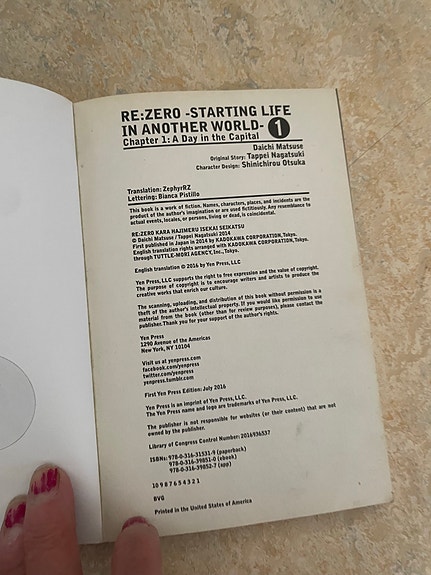 RE:ZERO -STARTING LIFE
IN ANOTHER WORLD- 1
Chapter 1: A Day in the Capital
Daichi Matsuse
Original Story: Tappei Nagatsuki
Character Design: Shinichirou Otsuka
Translation: ZephyrRZ
Lettering: Bianca Pistillo
This book is a work of fiction. Names, characters, places, and incidents are the
product of the author's imagination or are used fictitiously. Any resemblance to
actual events, locales, or persons, living or dead, is coincidental.
RE:ZERO KARA HAJIMERU ISEKAI SEIKATSU
© Daichi Matsuse / Tappei Nagatsuki 2014
First published in Japan in 2014 by KADOKAWA CORPORATION, Tokyo.
English translation rights arranged with KADOKAWA CORPORATION, Tokyo,
through TUTTLE-MORI AGENCY, Inc., Tokyo.
English translation © 2016 by Yen Press, LLC
Yen Press, LLC supports the right to free expression and the value of copyright.
The purpose of copyright is to encourage writers and artists to produce the
creative works that enrich our culture.
The scanning, uploading, and distribution of this book without permission is a
theft of the author's intellectual property. If you would like permission to use
material from the book (other than for review purposes), please contact the
publisher. Thank you for your support of the author's rights.
Yen Press
1290 Avenue of the Americas
New York, NY 10104
Visit us at yenpress.com
facebook.com/yenpress
twitter.com/yenpress
yenpress.tumblr.com
First Yen Press Edition: July 2016
Yen Press is an imprint of Yen Press, LLC.
The Yen Press name and logo are trademarks of Yen Press, LLC.
The publisher is not responsible for websites (or their content) that are not
owned by the publisher.
Library of Congress Control Number: 2016936537
ISBNs: 978-0-316-31531-9 (paperback)
978-0-316-39851-0 (ebook)
978-0-316-39852-7 (app)
10 9 8 7 6 5 4 3 2 1
BVG
Printed in the United States of America